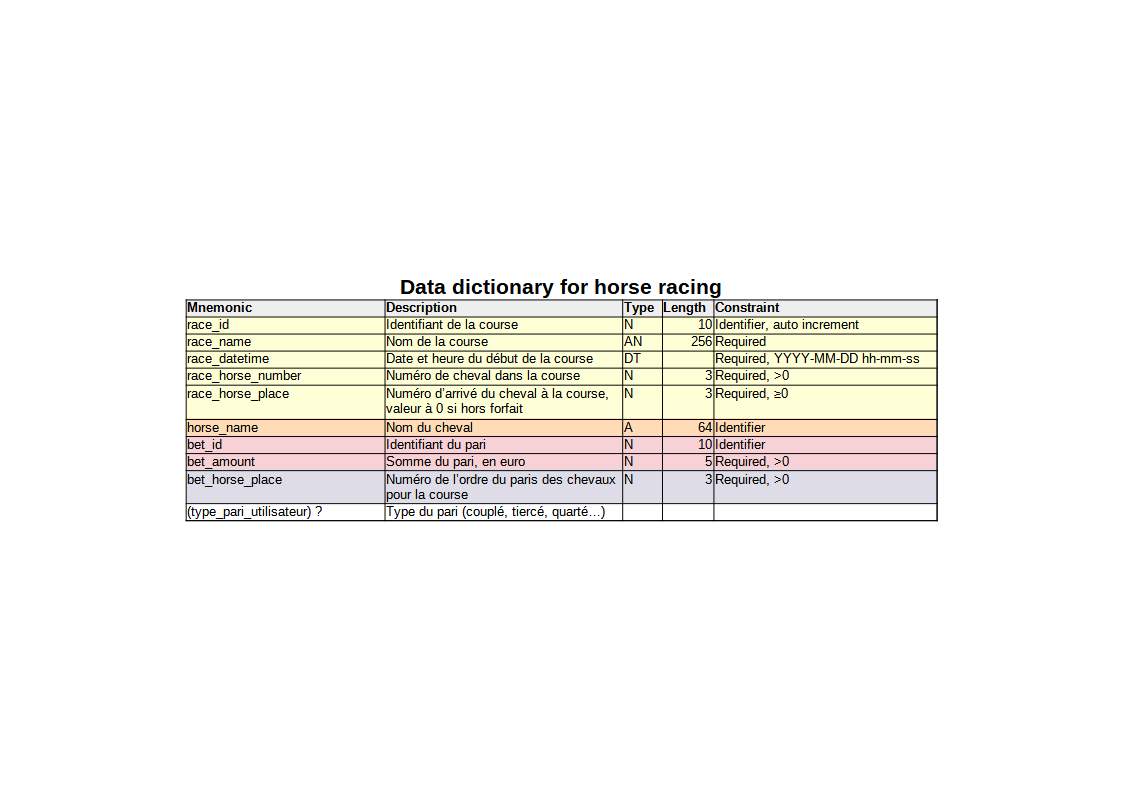 Data dictionary for horse racing
Mnemonic Description Type Length Constraint
race_id Identifiant de la course N 10 Identifier, auto increment
race_name Nom de la course AN 256 Required
race_datetime Date et heure du début de la course DT Required, YYYY-MM-DD hh-mm-ss
race_horse_number Numéro de cheval dans la course N 3 Required, >0
race_horse_place Numéro d’arrivé du cheval à la course, N 3 Required, ≥0
valeur à 0 si hors forfait
horse_name Nom du cheval A 64 Identifier
bet_id Identifiant du pari N 10 Identifier
bet_amount Somme du pari, en euro N 5 Required, >0
bet_horse_place Numéro de l’ordre du paris des chevaux N 3 Required, >0
pour la course
(type_pari_utilisateur) ? Type du pari (couplé, tiercé, quarté…)